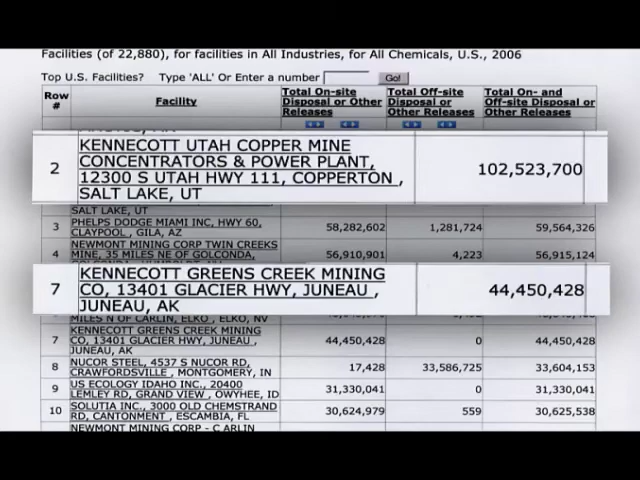 Facilities (of 22,880), for facilities in All Industries, for All Chemicals, U.S., 2006
Top U.S. Facilities? Type 'ALL' Or Enter a number Go!
Row # Facility Total On-site Disposal or Other Releases Total Off-site Disposal or Other Releases Total On- and Off-site Disposal or Other Releases
2 KENNECOTT UTAH COPPER MINE 102,523,700
CONCENTRATORS & POWER PLANT,
12300 S UTAH HWY 111, COPPERTON ,
SALT LAKE, UT
SALT LAKE, UT
3 PHELPS DODGE MIAMI INC, HWY 60, 58,282,602 1,281,724 59,564,326
CLAYPOOL , GILA, AZ
4 NEWMONT MINING CORP TWIN CREEKS 56,910,901 4,223 56,915,124
MINE, 35 MILES NE OF GOLCONDA,
7 KENNECOTT GREENS CREEK MINING 44,450,428
CO, 13401 GLACIER HWY, JUNEAU ,
JUNEAU, AK
MILES N OF CARLIN, ELKO , ELKO, NV
7 KENNECOTT GREENS CREEK MINING 44,450,428 0 44,450,428
CO, 13401 GLACIER HWY, JUNEAU ,
JUNEAU, AK
8 NUCOR STEEL, 4537 S NUCOR RD, 17,428 33,586,725 33,604,153
CRAWFORDSVILLE , MONTGOMERY, IN
9 US ECOLOGY IDAHO INC., 20400 31,330,041 0 31,330,041
LEMLEY RD, GRAND VIEW , OWYHEE, ID
10 SOLUTIA INC., 3000 OLD CHEMSTRAND 30,624,979 559 30,625,538
RD, CANTONMENT , ESCAMBIA, FL
NEWMONT MINING CORP - CARLIN